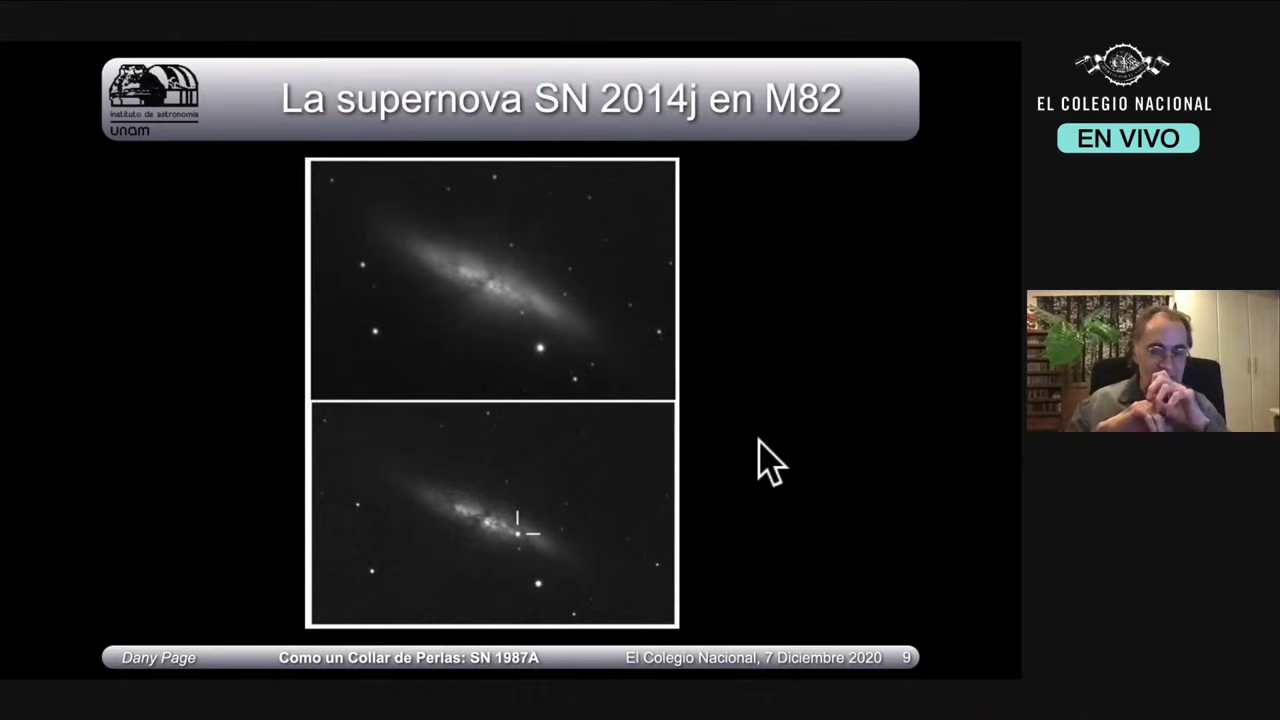 La supernova SN 2014j en M82
instituto de astronomía
unam
EL COLEGIO NACIONAL
EN VIVO
Dany Page
Como un Collar de Perlas: SN 1987A
El Colegio Nacional, 7 Diciembre 2020
9